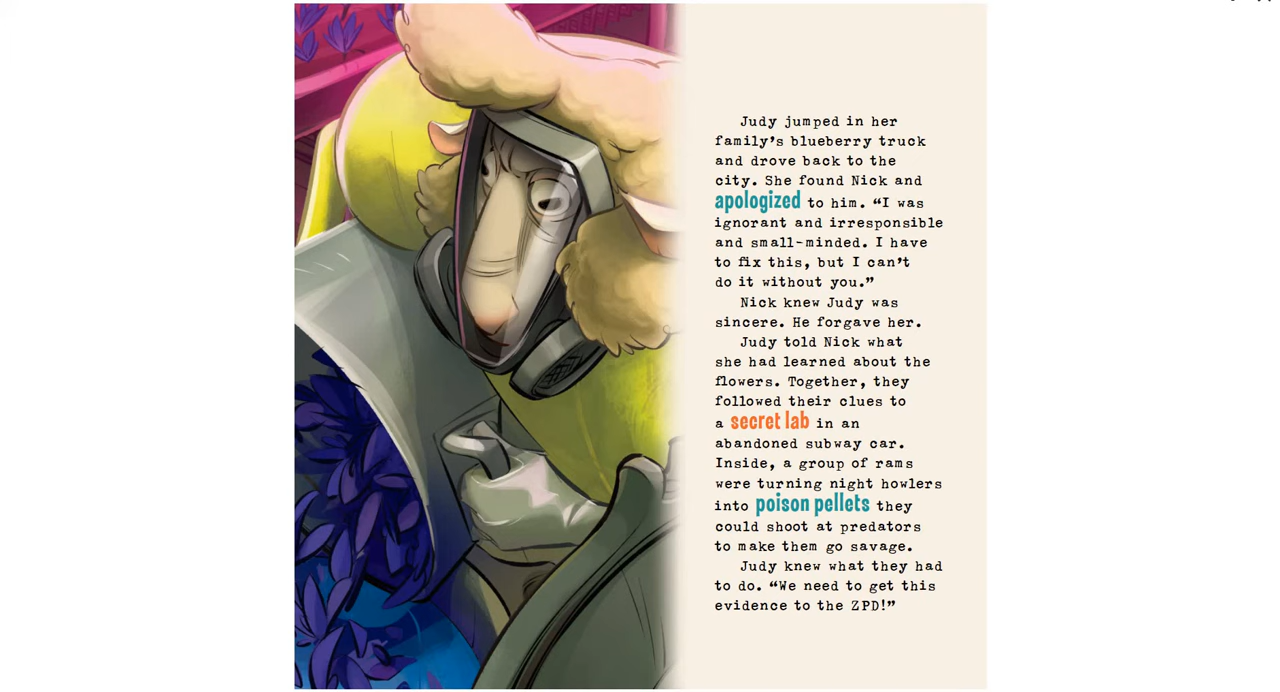 Judy jumped in her
family’s blueberry truck
and drove back to the
city. She found Nick and
apologized to him. “I was
ignorant and irresponsible
and small-minded. I have
to fix this, but I can’t
do it without you.”
Nick knew Judy was
sincere. He forgave her.
Judy told Nick what
she had learned about the
flowers. Together, they
followed their clues to
a secret lab in an
abandoned subway car.
Inside, a group of rams
were turning night howlers
into poison pellets they
could shoot at predators
to make them go savage.
Judy knew what they had
to do. “We need to get this
evidence to the ZPD!”